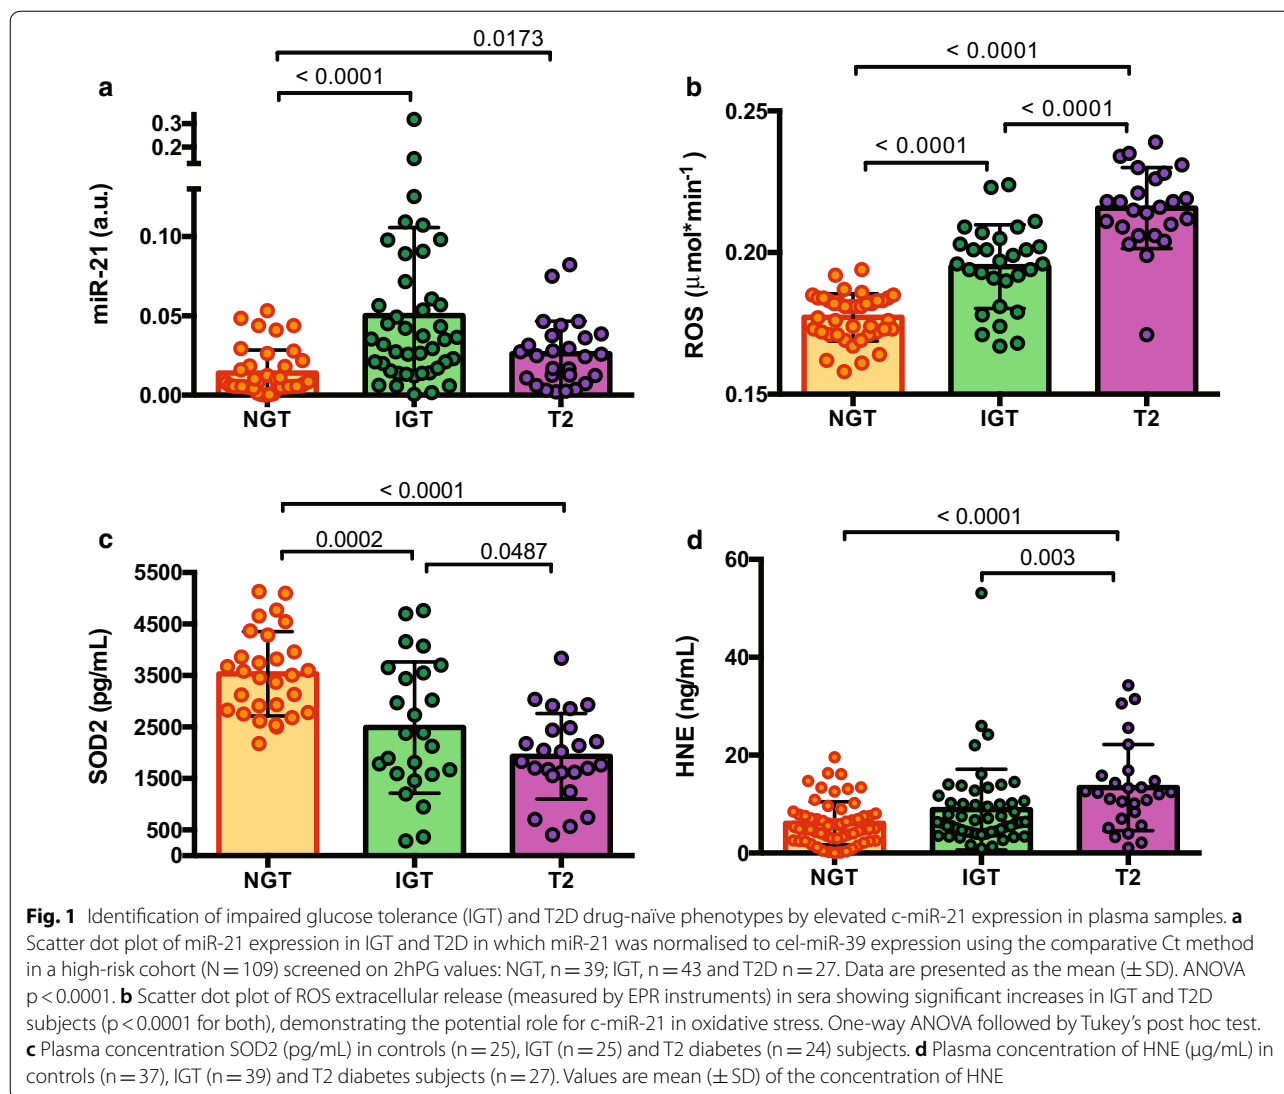 a
0.0173
< 0.0001
miR-21 (a.u.)
0.3
0.2
0.10
0.05
0.00
NGT IGT T2
b
< 0.0001
< 0.0001
< 0.0001
ROS (μmol*min-1 )
0.25
0.20
0.15
NGT IGT T2
c
< 0.0001
0.0002 0.0487
SOD2 (pg/mL)
5500
4500
3500
2500
1500
500
0
NGT IGT T2
d
< 0.0001
0.003
HNE (ng/mL)
60
40
20
0
NGT IGT T2
Fig. 1 Identification of impaired glucose tolerance (IGT) and T2D drug-naïve phenotypes by elevated c-miR-21 expression in plasma samples. a
Scatter dot plot of miR-21 expression in IGT and T2D in which miR-21 was normalised to cel-miR-39 expression using the comparative Ct method
in a high-risk cohort (N = 109) screened on 2hPG values: NGT, n = 39; IGT, n = 43 and T2D n = 27. Data are presented as the mean (± SD). ANOVA
p < 0.0001. b Scatter dot plot of ROS extracellular release (measured by EPR instruments) in sera showing significant increases in IGT and T2D
subjects (p < 0.0001 for both), demonstrating the potential role for c-miR-21 in oxidative stress. One-way ANOVA followed by Tukey's post hoc test.
c Plasma concentration SOD2 (pg/mL) in controls (n = 25), IGT (n = 25) and T2 diabetes (n = 24) subjects. d Plasma concentration of HNE (μg/mL) in
controls (n = 37), IGT (n = 39) and T2 diabetes subjects (n = 27). Values are mean (± SD) of the concentration of HNE